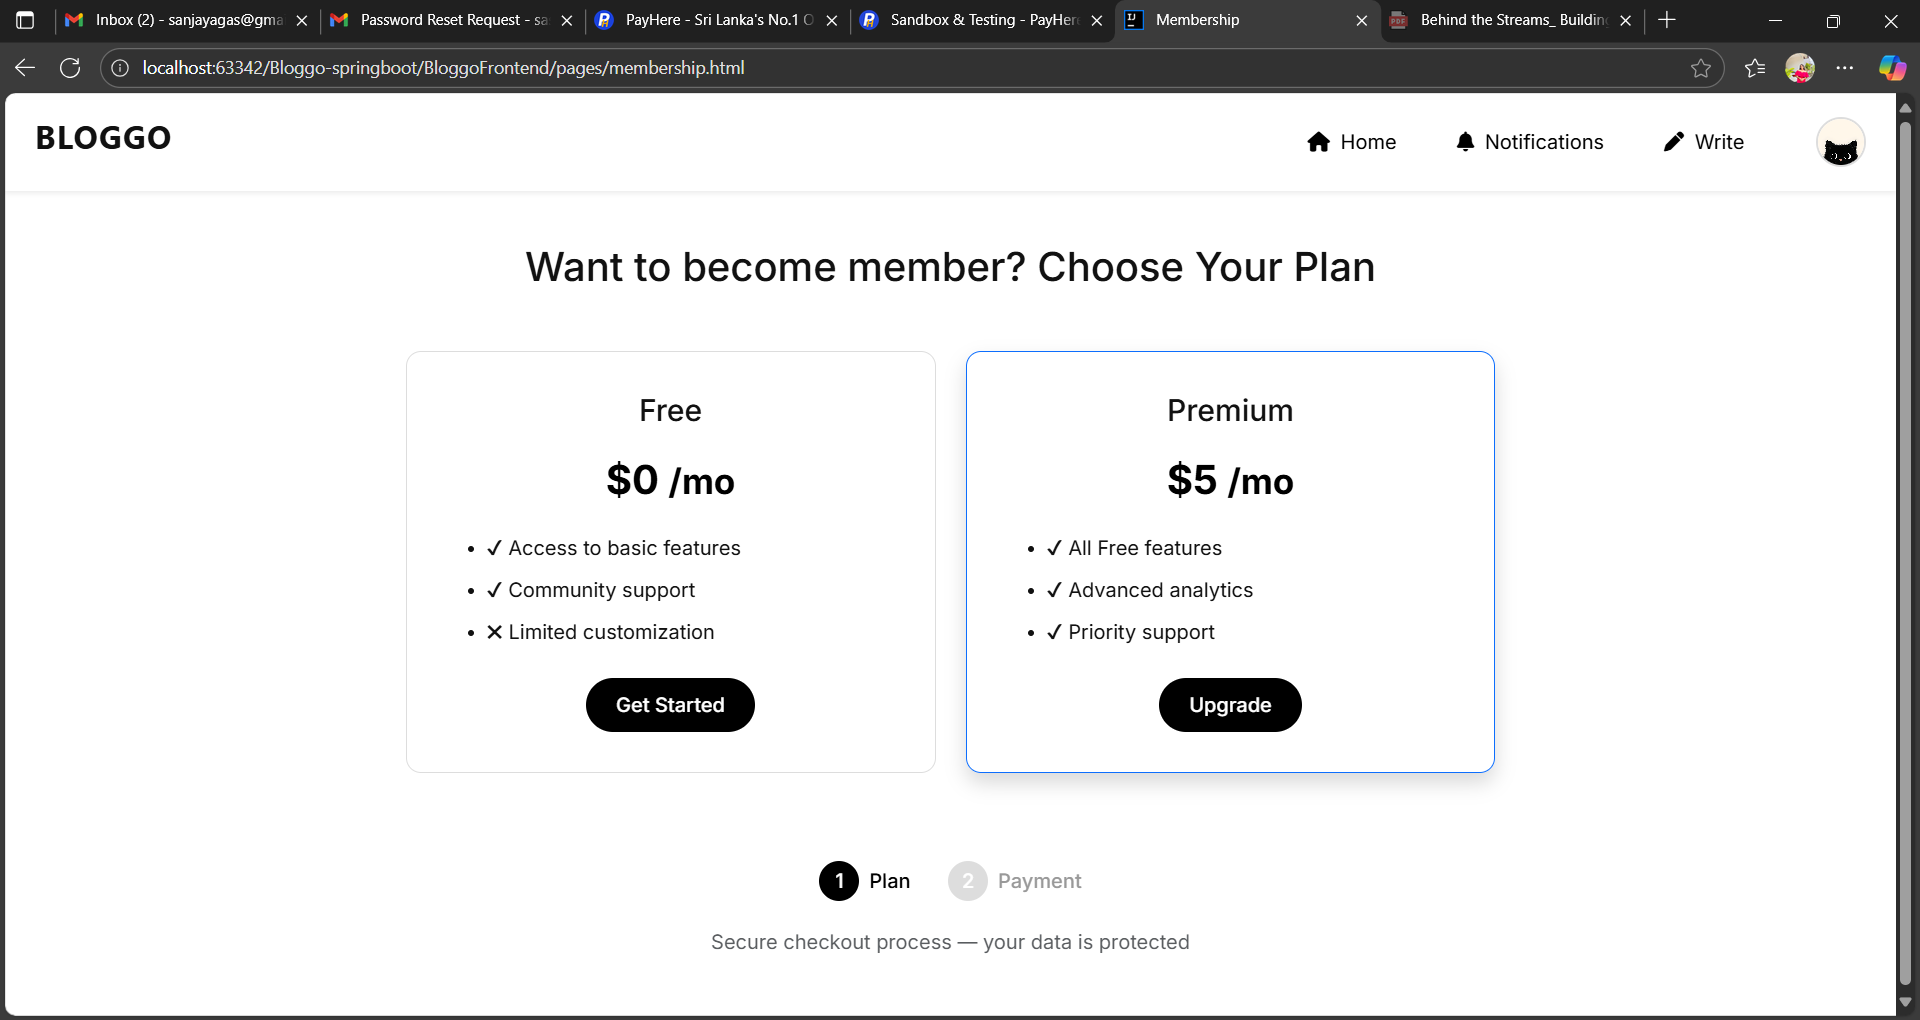 Inbox (2) - sanjayagas@gma
Password Reset Request - sa
PayHere - Sri Lanka's No.1 O
Sandbox & Testing - PayHere
Membership
Behind the Streams_ Building
localhost:63342/Bloggo-springboot/BloggoFrontend/pages/membership.html
BLOGGO
Home
Notifications
Write
Want to become member? Choose Your Plan
Free
$0 /mo
• ✓ Access to basic features
• ✓ Community support
• ✕ Limited customization
Get Started
Premium
$5 /mo
• ✓ All Free features
• ✓ Advanced analytics
• ✓ Priority support
Upgrade
1 Plan
2 Payment
Secure checkout process — your data is protected